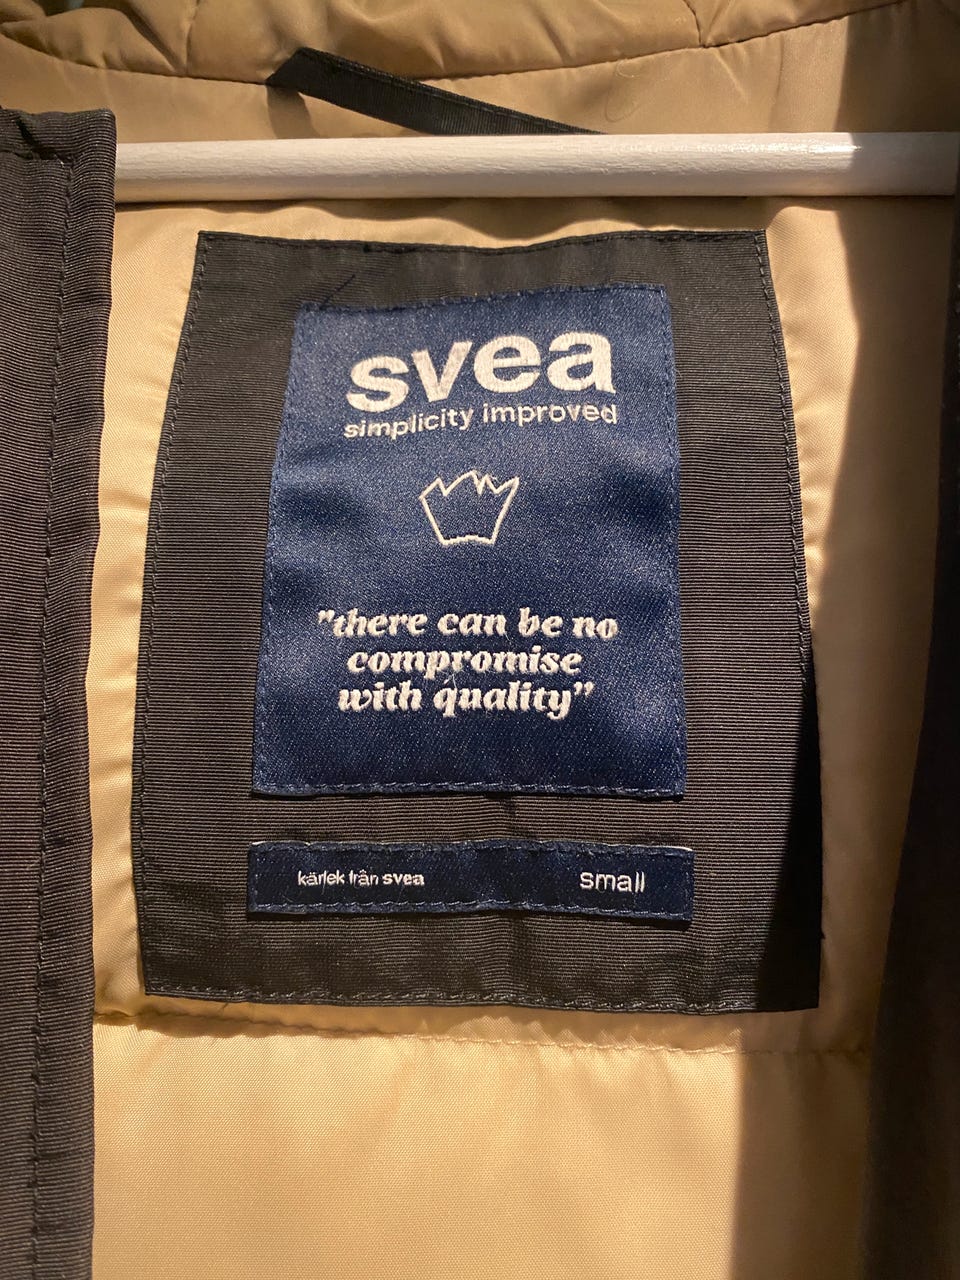 svea
simplicity improved
"there can be no
compromise
with quality”
kärlek från svea
small